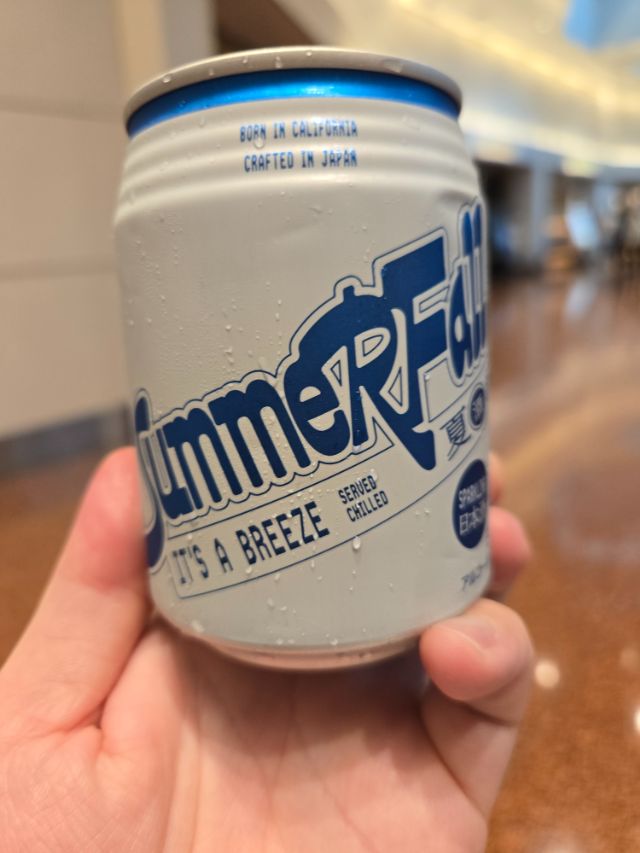 BORN IN CALIFORNIA
CRAFTED IN JAPAN
SummeRFall
夏
IT'S A BREEZE
SERVED
CHILLED